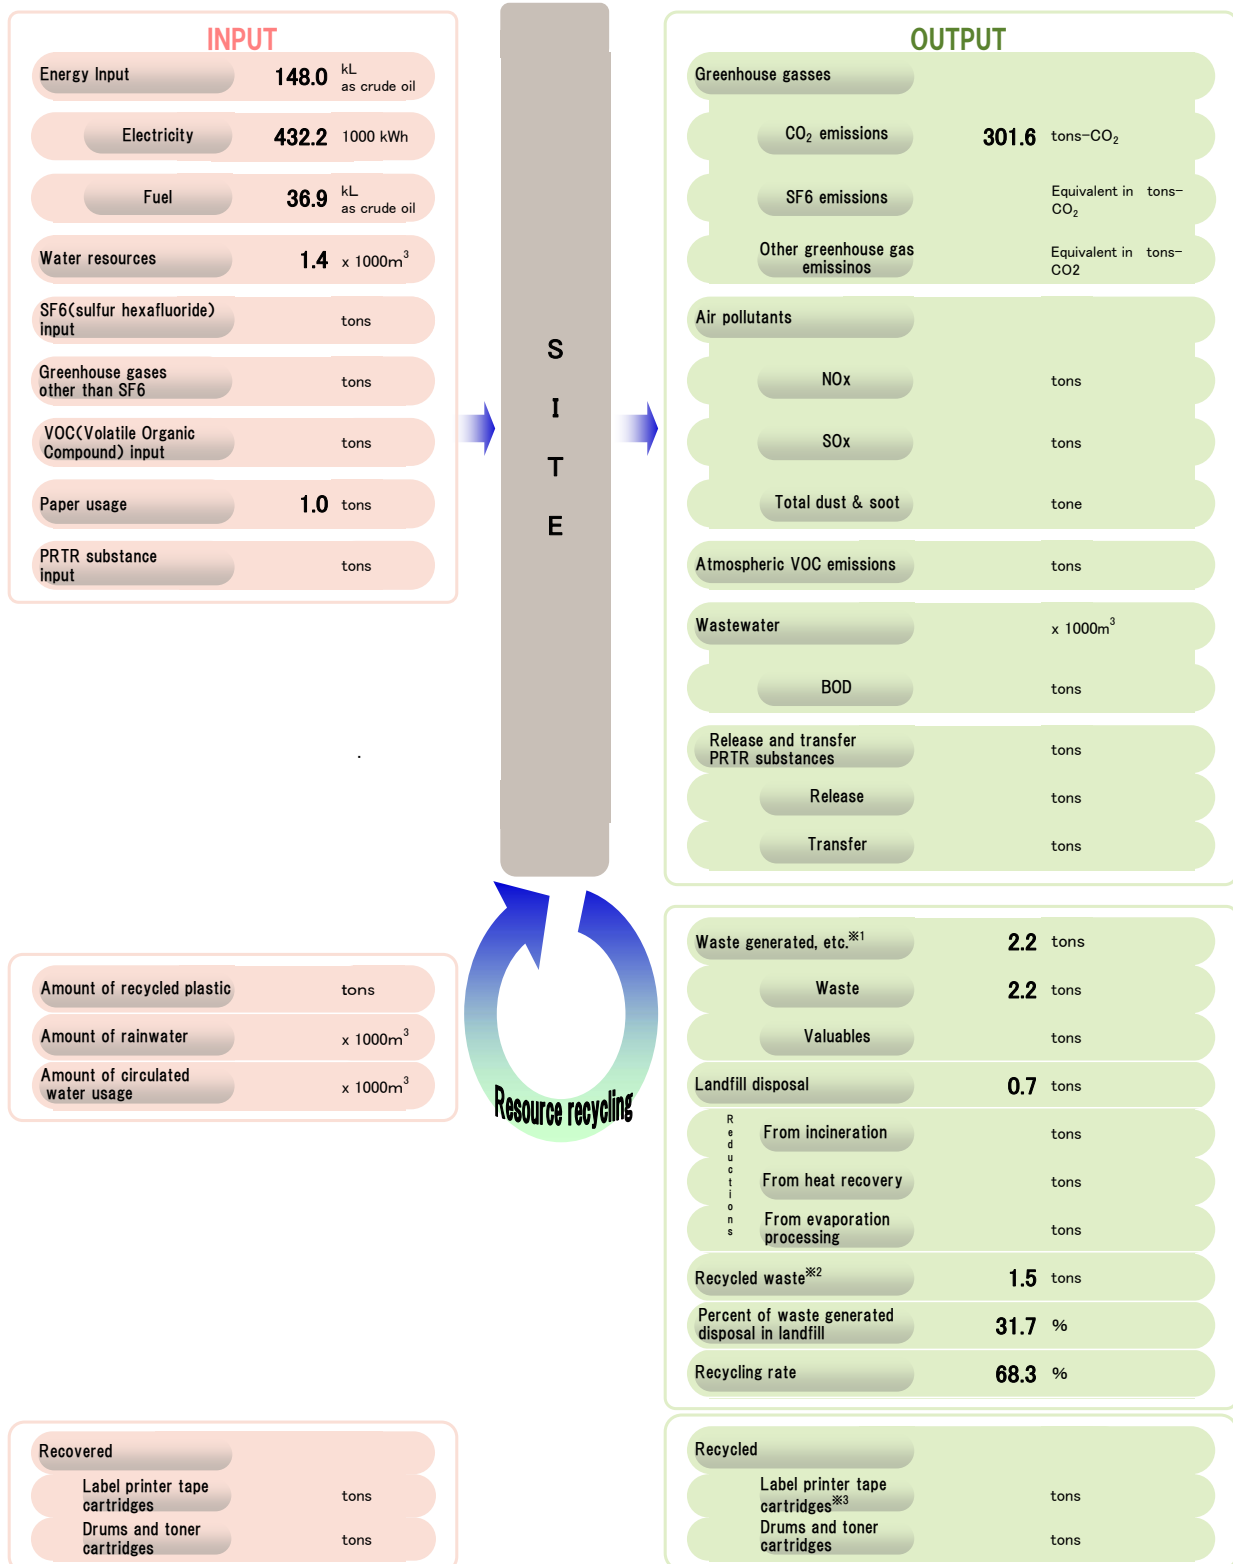 INPUT
Energy Input 148.0 kL
as crude oil
Electricity 432.2 1000 kWh
Fuel 36.9 kL
as crude oil
Water resources 1.4 x 1000m³
SF6(sulfur hexafluoride)
input tons
Greenhouse gases
other than SF6 tons
VOC(Volatile Organic
Compound) input tons
Paper usage 1.0 tons
PRTR substance
input tons
S
I
T
E
OUTPUT
Greenhouse gasses
CO₂ emissions 301.6 tons-CO₂
SF6 emissions Equivalent in tons-
CO₂
Other greenhouse gas
emissinos Equivalent in tons-
CO2
Air pollutants
NOx tons
SOx tons
Total dust & soot tone
Atmospheric VOC emissions tons
Wastewater x 1000m³
BOD tons
Release and transfer
PRTR substances tons
Release tons
Transfer tons
Amount of recycled plastic tons
Amount of rainwater x 1000m³
Amount of circulated
water usage x 1000m³
Resource recycling
Waste generated, etc.※1 2.2 tons
Waste 2.2 tons
Valuables tons
Landfill disposal 0.7 tons
Reductions
From incineration tons
From heat recovery tons
From evaporation
processing tons
Recycled waste※2 1.5 tons
Percent of waste generated
disposal in landfill 31.7 %
Recycling rate 68.3 %
Recovered
Label printer tape
cartridges tons
Drums and toner
cartridges tons
Recycled
Label printer tape
cartridges※3 tons
Drums and toner
cartridges tons